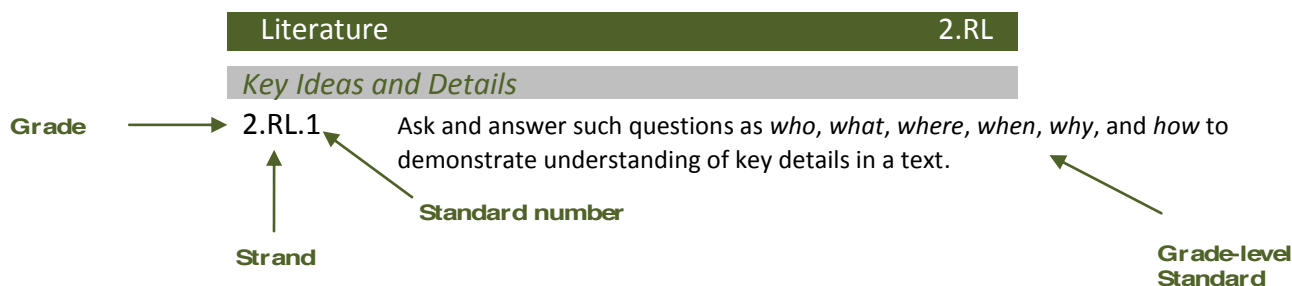 Literature 2.RL
Key Ideas and Details
Grade 2.RL.1 Ask and answer such questions as who, what, where, when, why, and how to
demonstrate understanding of key details in a text.
Standard number
Strand
Grade-level
Standard